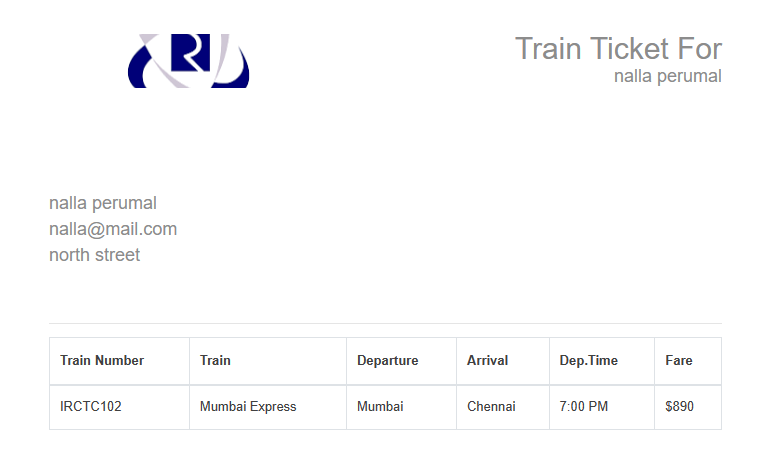 R
Train Ticket For
nalla perumal
nalla perumal
nalla@mail.com
north street
Train Number Train Departure Arrival Dep.Time Fare
IRCTC102 Mumbai Express Mumbai Chennai 7:00 PM $890